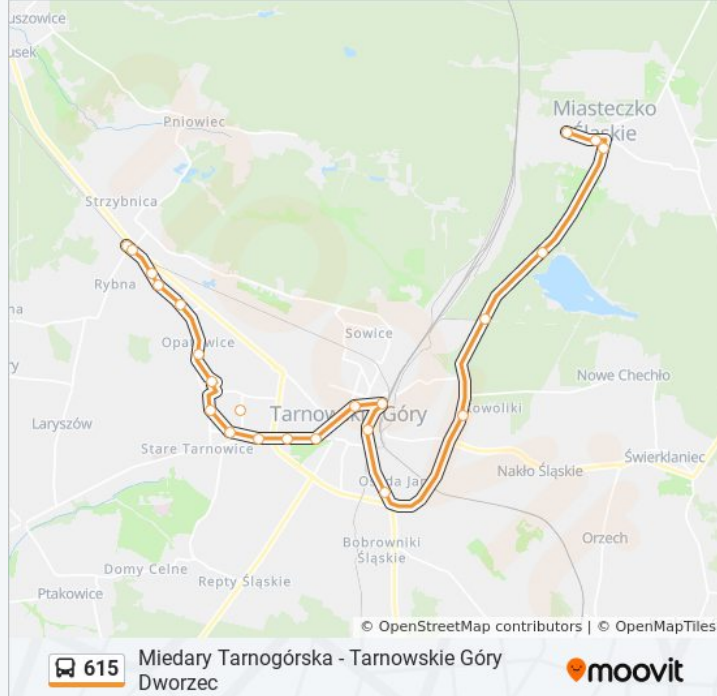 uszowice
usek
Pniowiec
Miasteczko
Śląskie
Strzybnica
Rybna
na
Sowice
Opatowice
ry
Nowe Chechło
Laryszów
Tarnowskie Góry
Kowoliki
Stare Tarnowice
Świerklaniec
Nakło Śląskie
Osada Jana
Orzech
Bobrowniki
Śląskie
Domy Celne
Repty Śląskie
Ptakowice
© OpenStreetMap contributors | © OpenMapTiles
615
Miedary Tarnogórska - Tarnowskie Góry
Dworzec
moovit